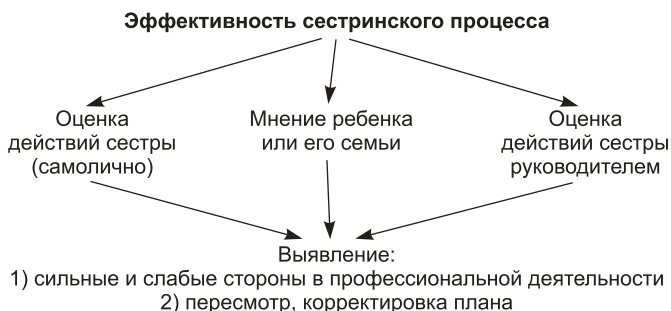 Эффективность сестринского процесса
Оценка
действий сестры
(самолично)
Мнение ребенка
или его семьи
Оценка
действий сестры
руководителем
Выявление:
1) сильные и слабые стороны в профессиональной деятельности
2) пересмотр, корректировка плана